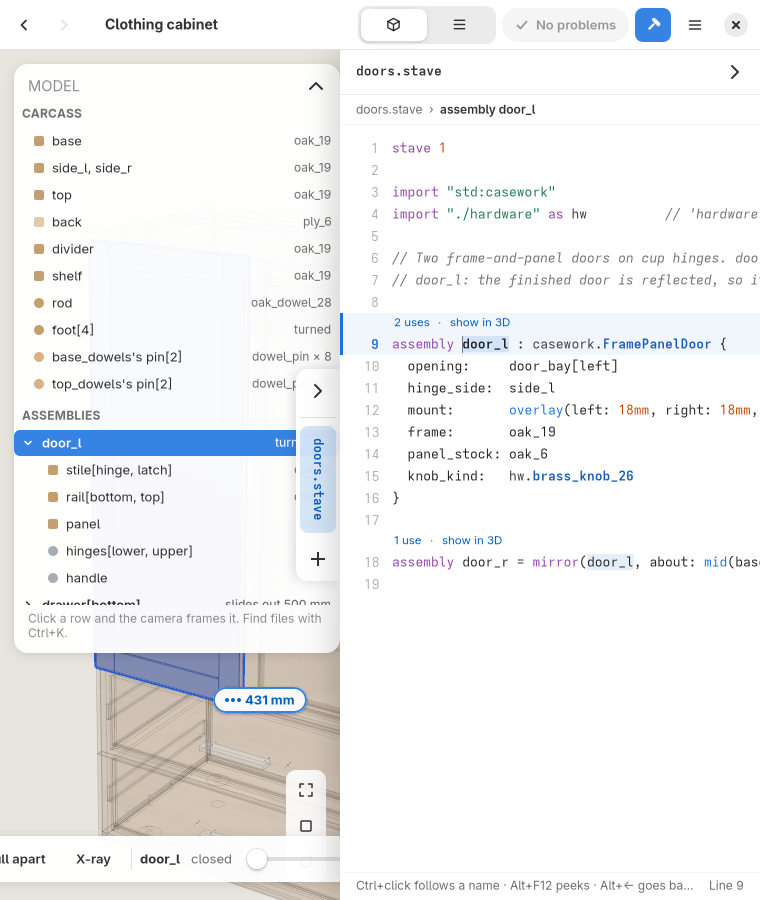 Clothing cabinet
No problems
MODEL
CARCASS
base oak_19
side_l, side_r oak_19
top oak_19
back ply_6
divider oak_19
shelf oak_19
rod oak_dowel_28
foot[4] turned
base_dowels's pin[2] dowel_pin × 8
top_dowels's pin[2]
ASSEMBLIES
door_l
stile[hinge, latch]
rail[bottom, top]
panel
hinges[lower, upper]
handle
drawer[bottom] slides out 500 mm
Click a row and the camera frames it. Find files with
Ctrl+K.
doors.stave
••• 431 mm
apart
X-ray
door_l closed
doors.stave
doors.stave › assembly door_l
1 stave 1
2
3 import "std:casework"
4 import "./hardware" as hw // 'hardware
5
6 // Two frame-and-panel doors on cup hinges.
7 // door_l: the finished door is reflected, so
8
2 uses · show in 3D
9 assembly door_l : casework.FramePanelDoor {
10 opening: door_bay[left]
11 hinge_side: side_l
12 mount: overlay(left: 18mm, right: 18mm,
13 frame: oak_19
14 panel_stock: oak_6
15 knob_kind: hw.brass_knob_26
16 }
17
1 use · show in 3D
18 assembly door_r = mirror(door_l, about: mid(
19
Ctrl+click follows a name · Alt+F12 peeks · Alt+← goes ba… Line 9